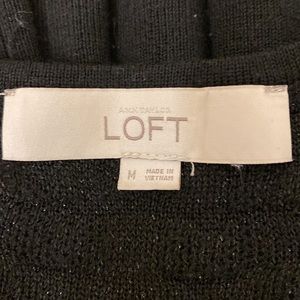 ANN TAYLOR
LOFT
M
MADE IN
VIETNAM